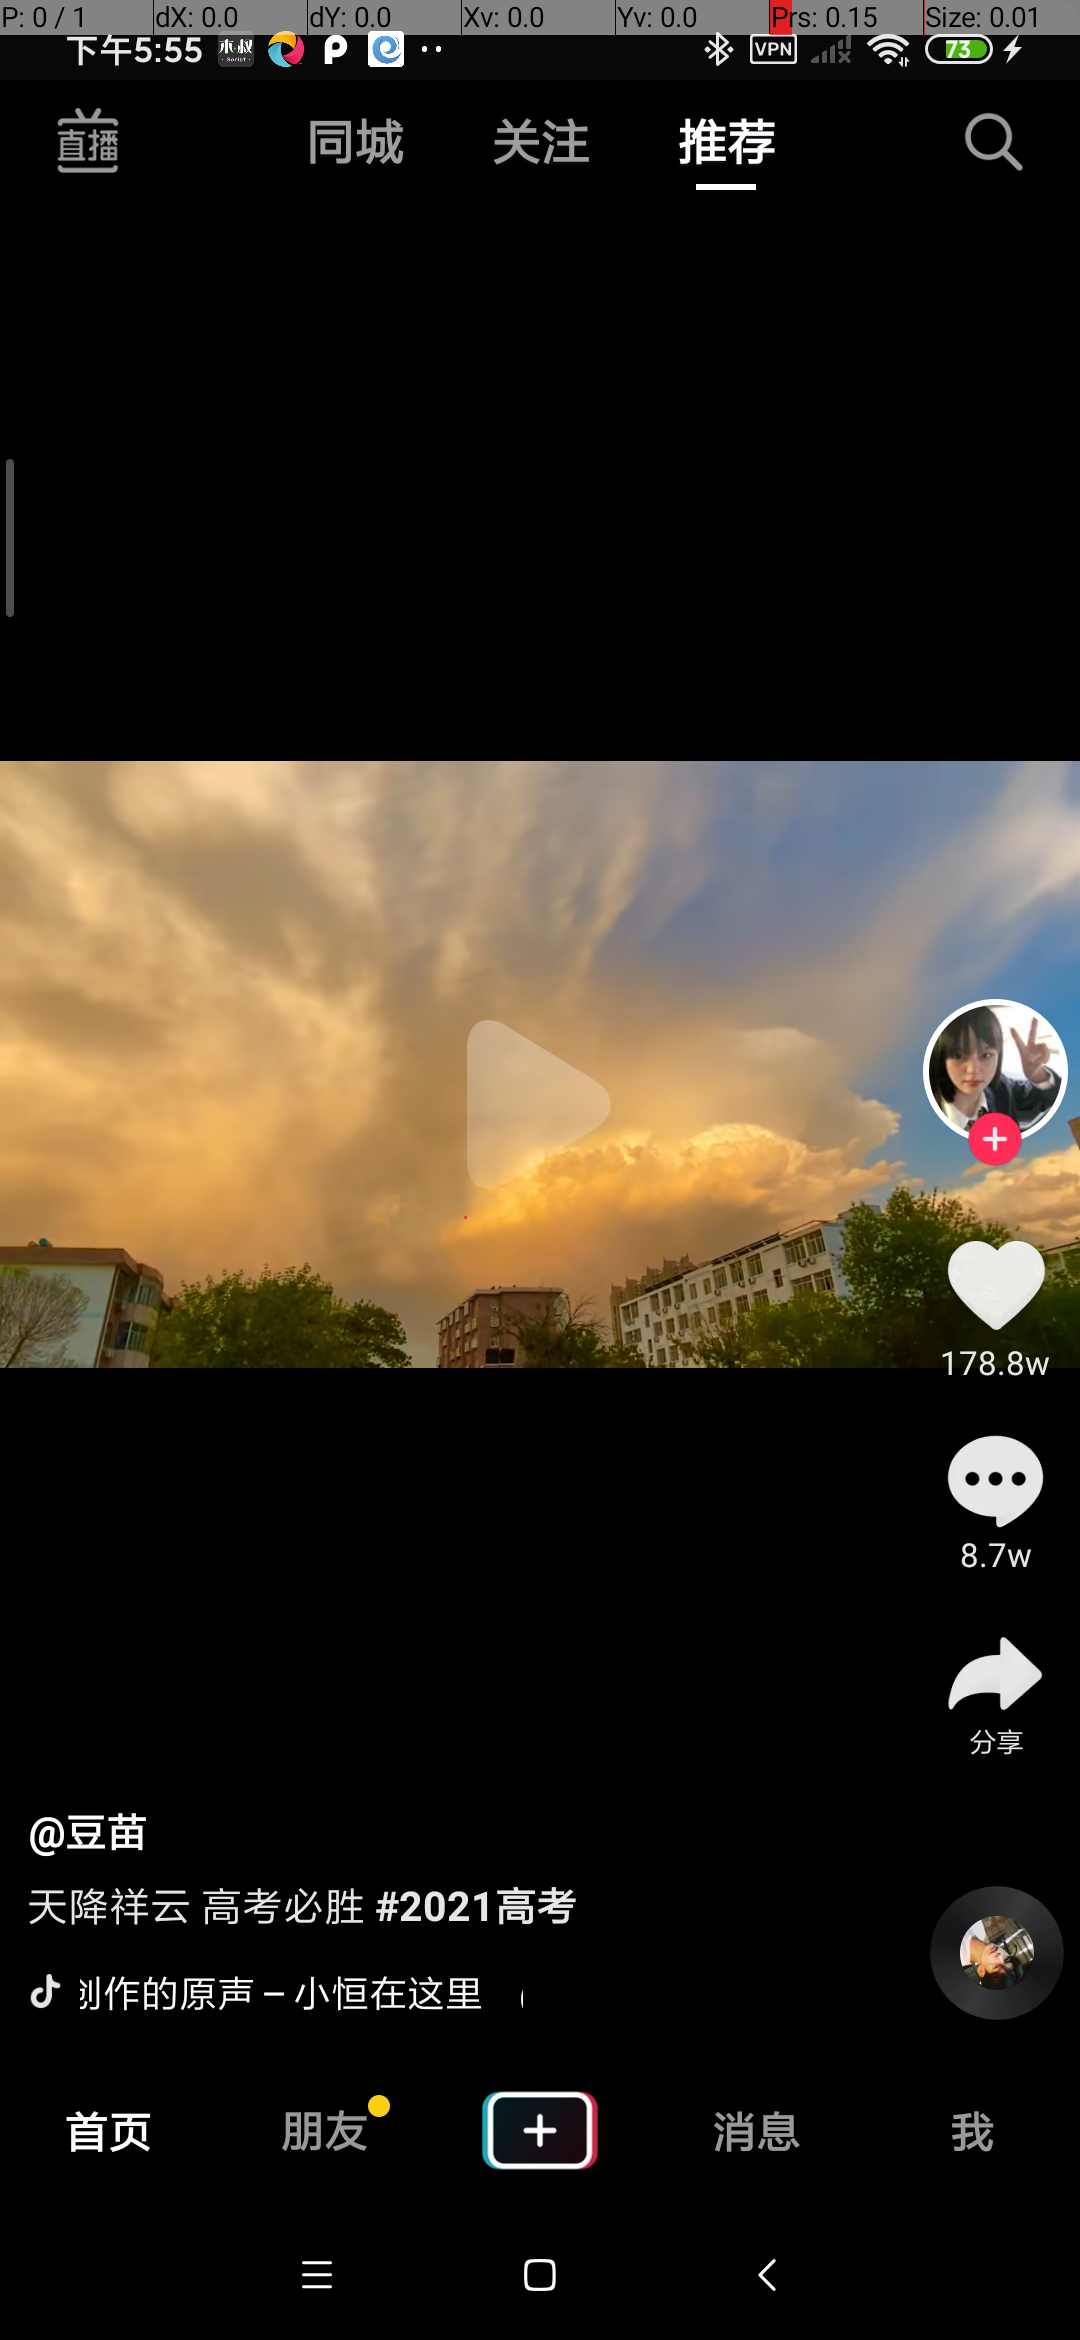 P: 0 / 1 dX: 0.0 dY: 0.0 Xv: 0.0 Yv: 0.0 Prs: 0.15 Size: 0.01
下午5:55 VPN 73
直播 同城 关注 推荐
178.8w
8.7w
分享
@豆苗
天降祥云 高考必胜 #2021高考
创作的原声 – 小恒在这里
首页 朋友 消息 我